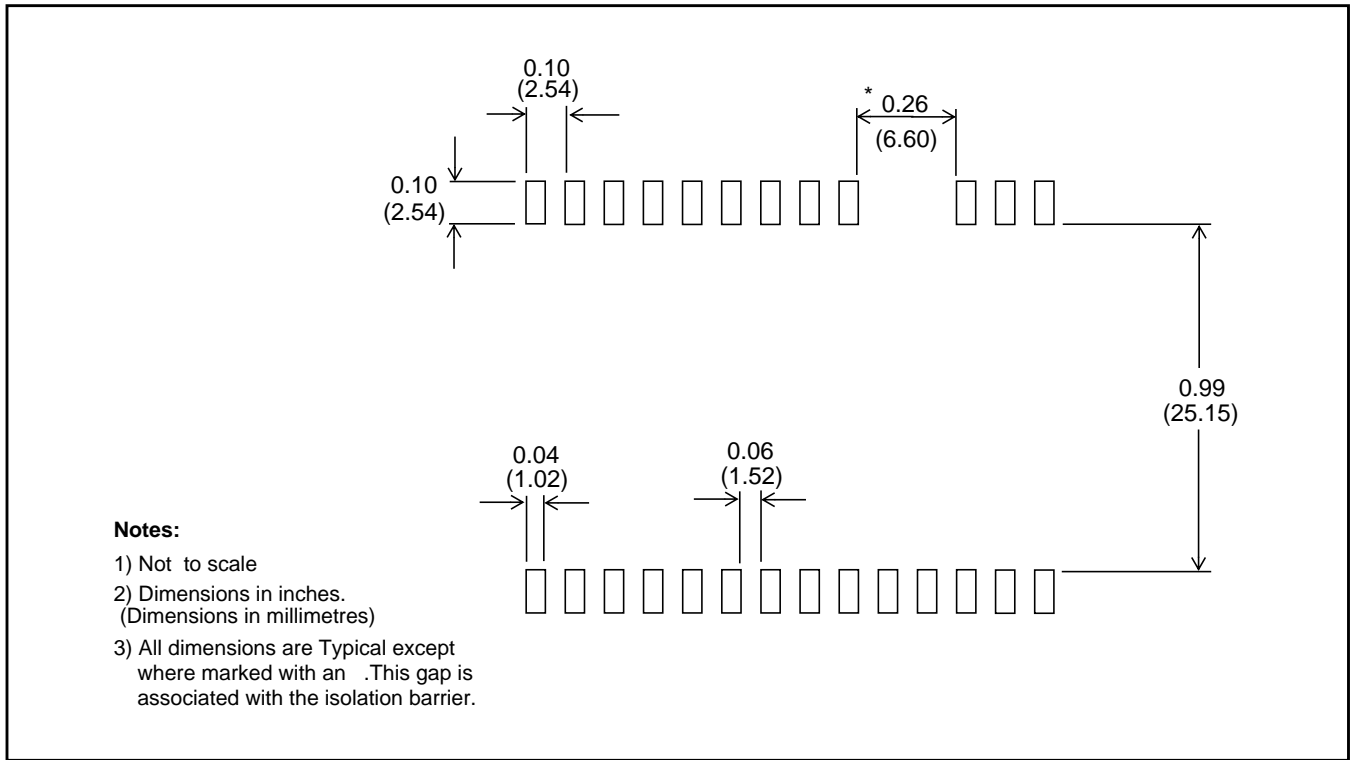 0.10
(2.54)
* 0.26
(6.60)
0.10
(2.54)
0.99
(25.15)
0.04
(1.02)
0.06
(1.52)
Notes:
1) Not to scale
2) Dimensions in inches.
(Dimensions in millimetres)
3) All dimensions are Typical except
where marked with an .This gap is
associated with the isolation barrier.